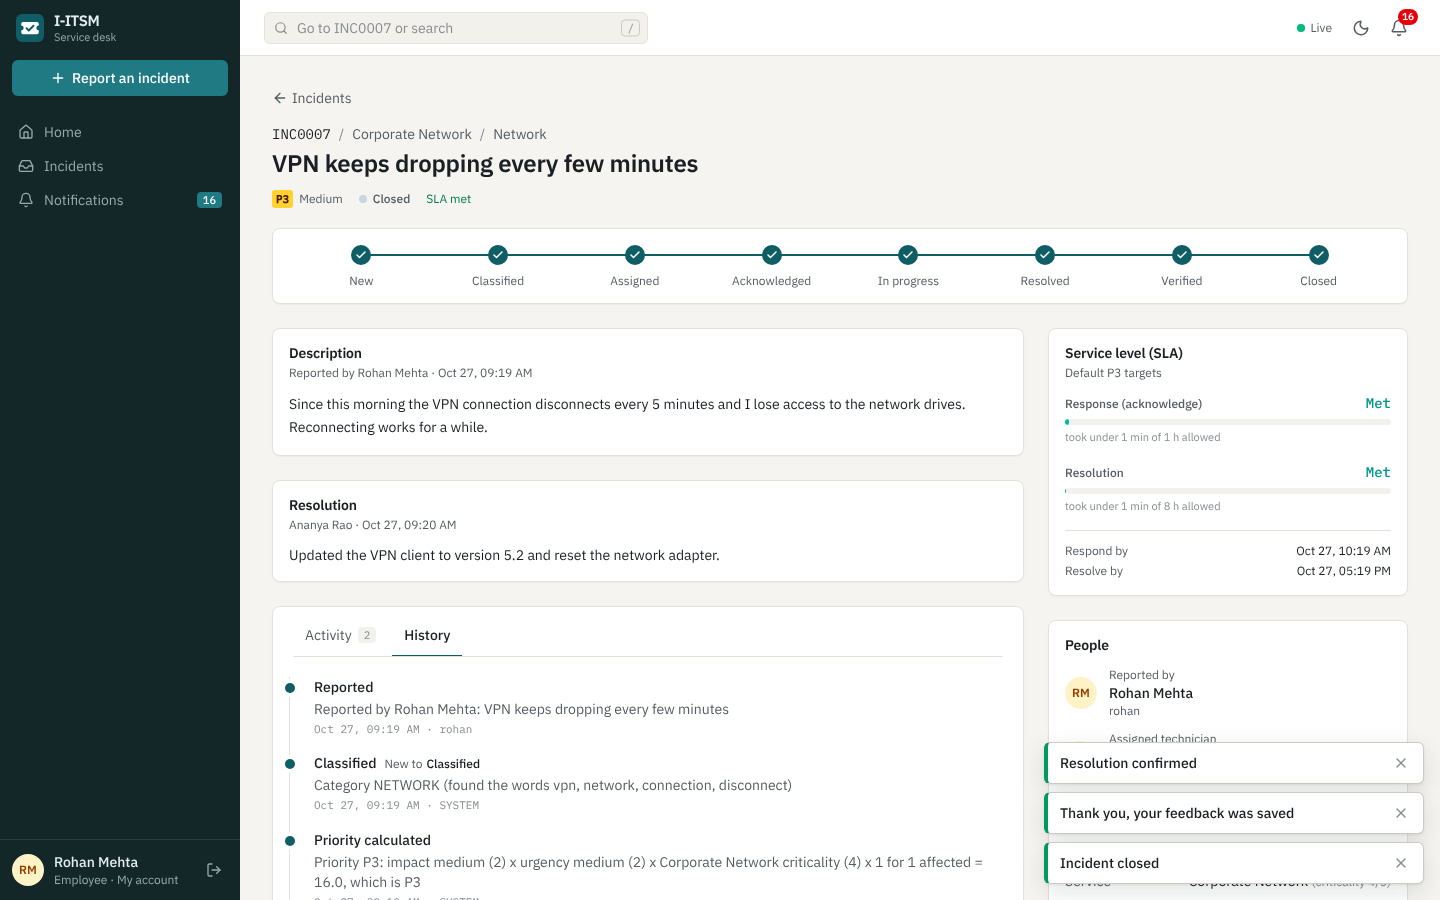 I-ITSM
Service desk
Report an incident
Home
Incidents
Notifications 16
Rohan Mehta
Employee · My account
RM
Go to INC0007 or search /
Live
16
Incidents
INC0007 / Corporate Network / Network
VPN keeps dropping every few minutes
P3 Medium Closed SLA met
New Classified Assigned Acknowledged In progress Resolved Verified Closed
Description
Reported by Rohan Mehta · Oct 27, 09:19 AM
Since this morning the VPN connection disconnects every 5 minutes and I lose access to the network drives.
Reconnecting works for a while.
Resolution
Ananya Rao · Oct 27, 09:20 AM
Updated the VPN client to version 5.2 and reset the network adapter.
Activity 2 History
Reported
Reported by Rohan Mehta: VPN keeps dropping every few minutes
Oct 27, 09:19 AM · rohan
Classified New to Classified
Category NETWORK (found the words vpn, network, connection, disconnect)
Oct 27, 09:19 AM · SYSTEM
Priority calculated
Priority P3: impact medium (2) x urgency medium (2) x Corporate Network criticality (4) x 1 for 1 affected =
16.0, which is P3
Service level (SLA)
Default P3 targets
Response (acknowledge) Met
took under 1 min of 1 h allowed
Resolution Met
took under 1 min of 8 h allowed
Respond by Oct 27, 10:19 AM
Resolve by Oct 27, 05:19 PM
People
RM
Reported by
Rohan Mehta
rohan
Assigned technician
Resolution confirmed
Thank you, your feedback was saved
Incident closed